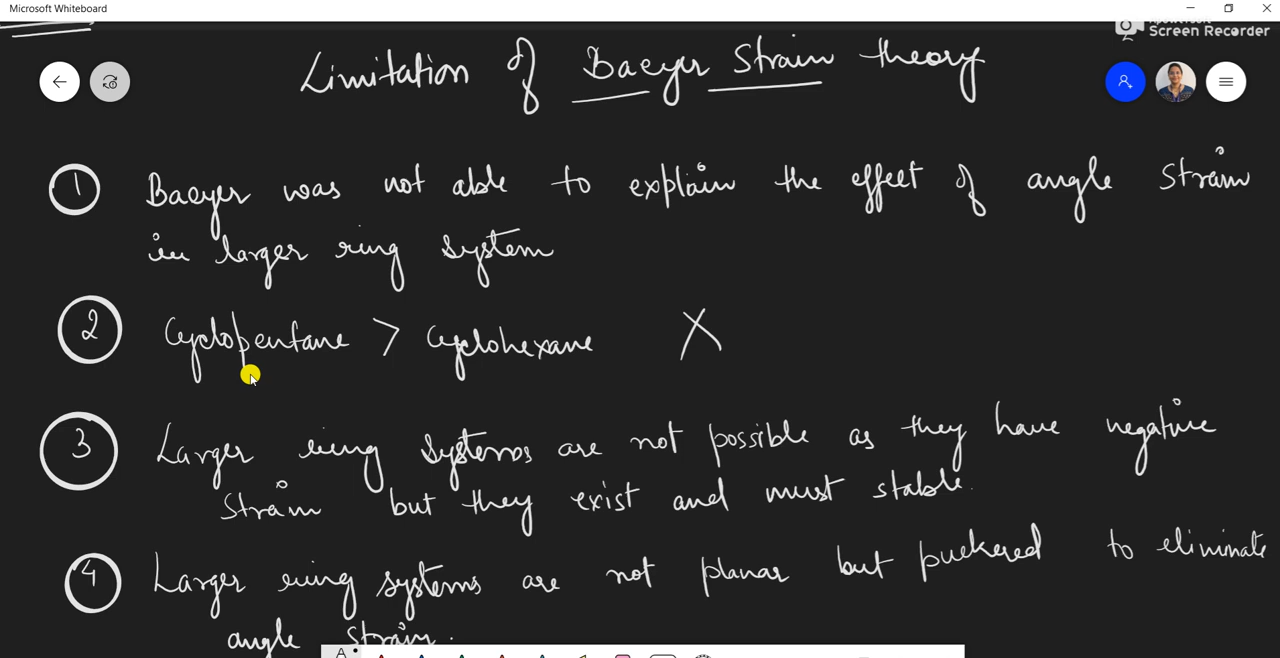 Microsoft Whiteboard
Screen Recorder
Limitation of Baeyer Strain theory
1 Baeyer was not able to explain the effect of angle strain
in larger ring system
2 Cyclopentane > Cyclohexane X
3 Larger ring systems are not possible as they have negative
strain but they exist and must stable.
4 Larger ring systems are not planar but puckered to eliminate
angle strain.
A